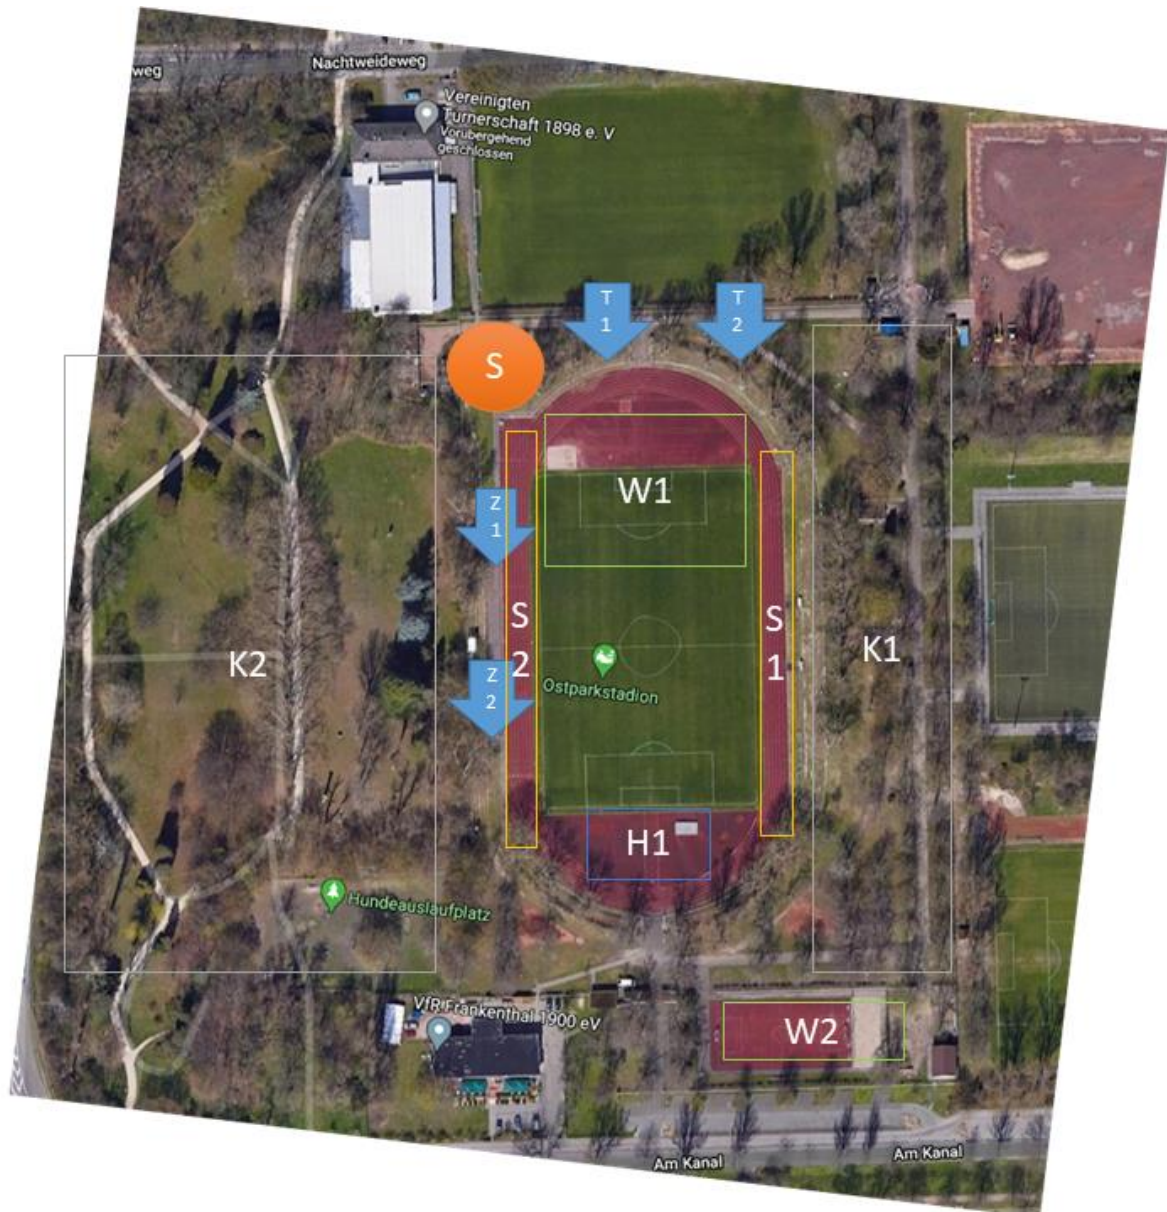 weg
Nachtweideweg
Vereinigten
Turnerschaft 1898 e. V
Vorübergehend
geschlossen
T
1
T
2
S
W1
Z
1
S
2
S
1
K2
K1
Z
2
Ostparkstadion
H1
Hundeauslaufplatz
VfR Frankenthal 1900 eV
W2
Am Kanal
Am Kanal